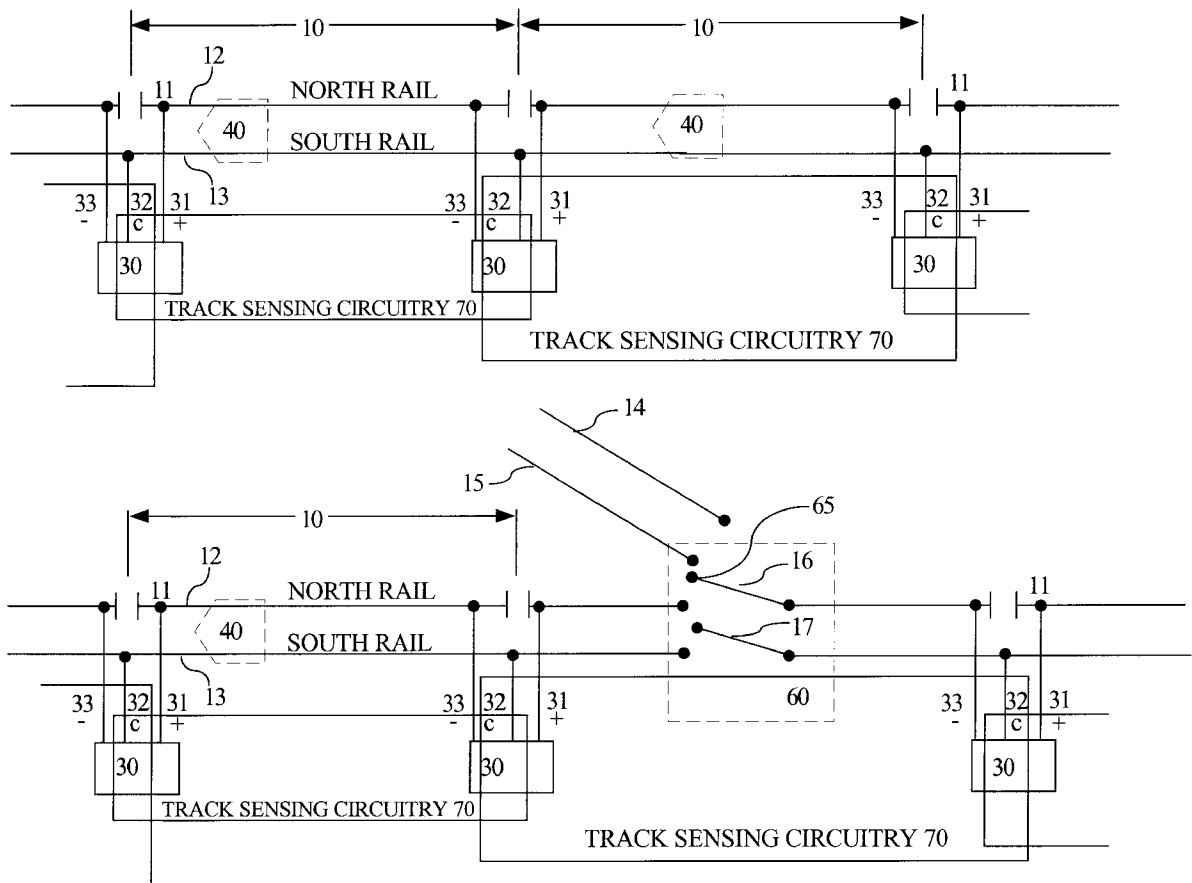 10 10
12 11 11
NORTH RAIL
40 40
SOUTH RAIL
13
33 32 31 33 32 31 33 32 31
- c + - c + - c +
30 30 30
TRACK SENSING CIRCUITRY 70
TRACK SENSING CIRCUITRY 70
14
15
65
10
12 16
11 11
NORTH RAIL
40 17
SOUTH RAIL
13
33 32 31 33 32 31 60 33 32 31
- c + - c + - c +
30 30 30
TRACK SENSING CIRCUITRY 70
TRACK SENSING CIRCUITRY 70